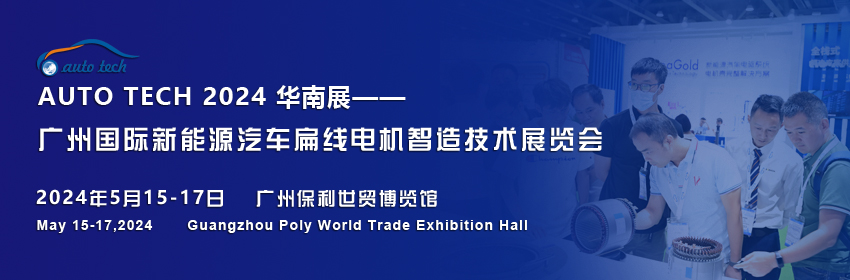 auto tech
AUTO TECH 2024 华南展——
广州国际新能源汽车扁线电机智造技术展览会
2024年5月15-17日 广州保利世贸博览馆
May 15-17,2024 Guangzhou Poly World Trade Exhibition Hall
aGold